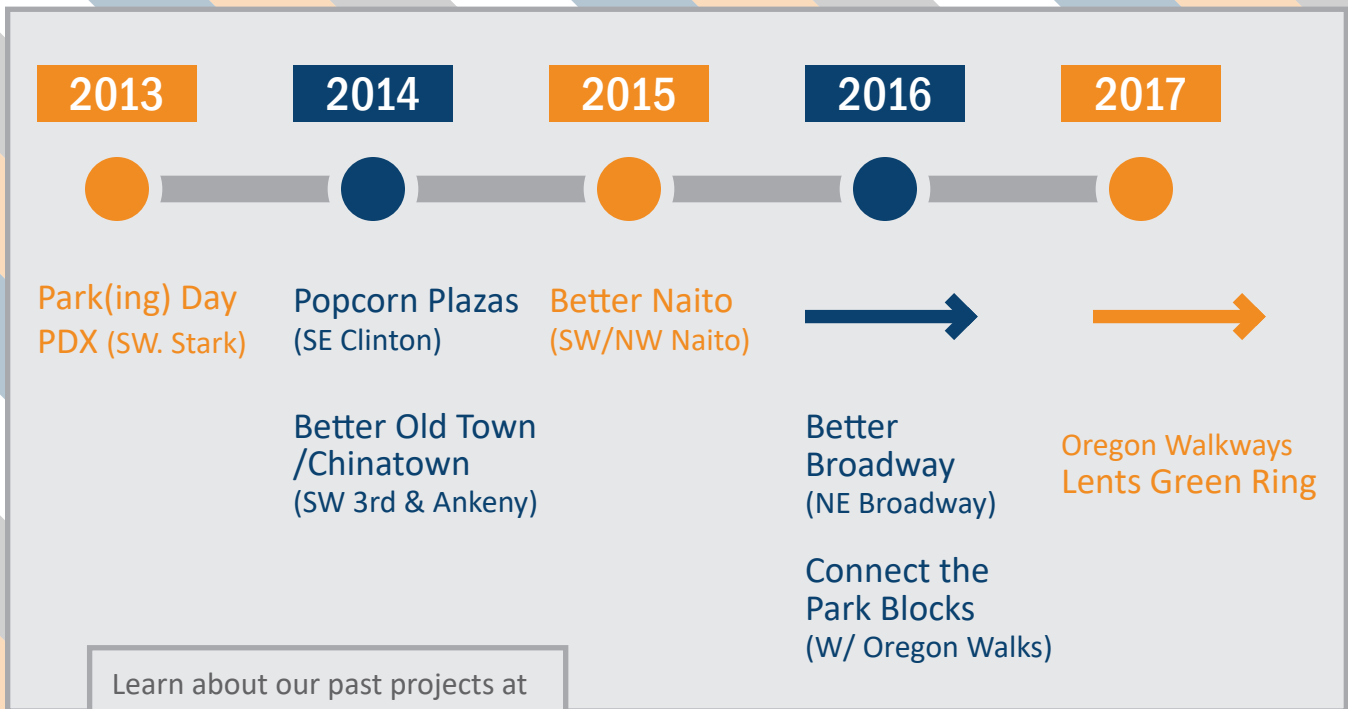 2013
2014
2015
2016
2017
Park(ing) Day
PDX (SW. Stark)
Popcorn Plazas
(SE Clinton)
Better Old Town
/Chinatown
(SW 3rd & Ankeny)
Better Naito
(SW/NW Naito)
Better
Broadway
(NE Broadway)
Connect the
Park Blocks
(W/ Oregon Walks)
Oregon Walkways
Lents Green Ring
Learn about our past projects at